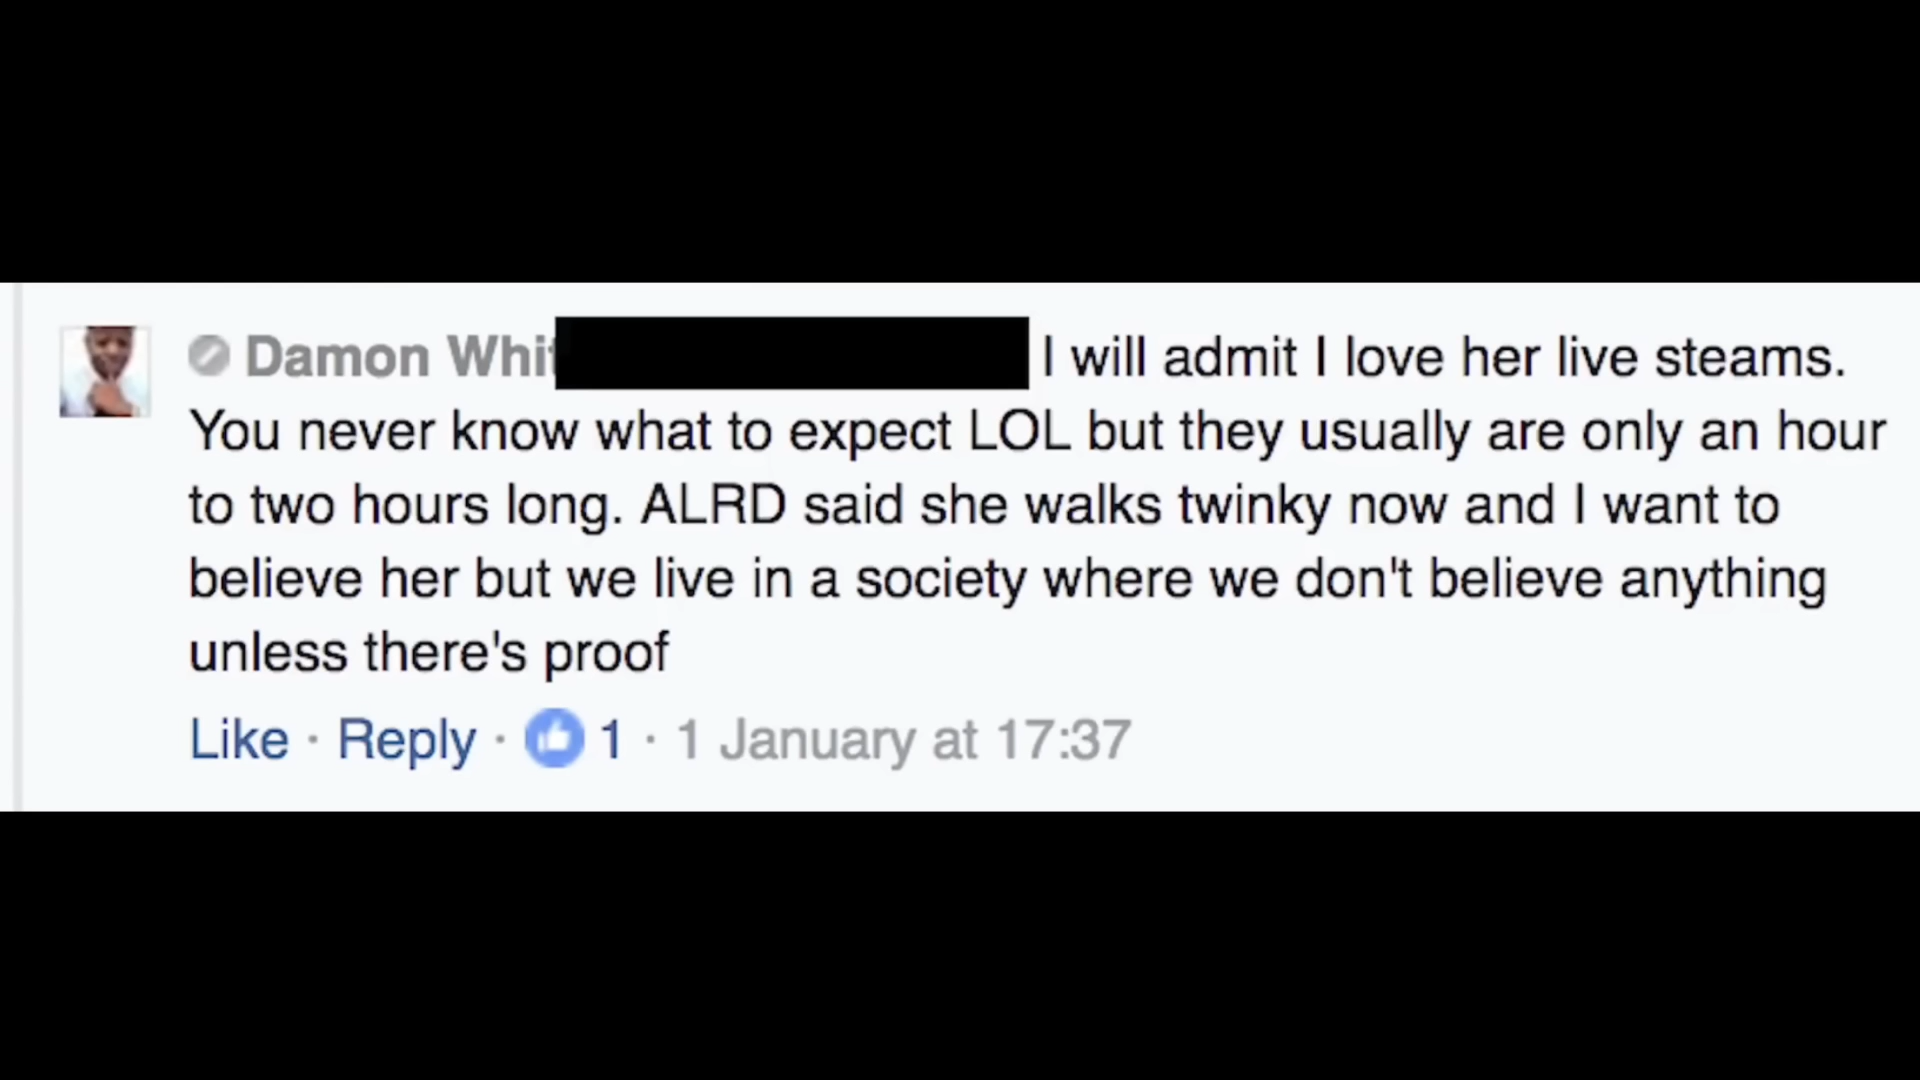 Damon Whi I will admit I love her live steams.
You never know what to expect LOL but they usually are only an hour
to two hours long. ALRD said she walks twinky now and I want to
believe her but we live in a society where we don't believe anything
unless there's proof
Like · Reply · 1 · 1 January at 17:37